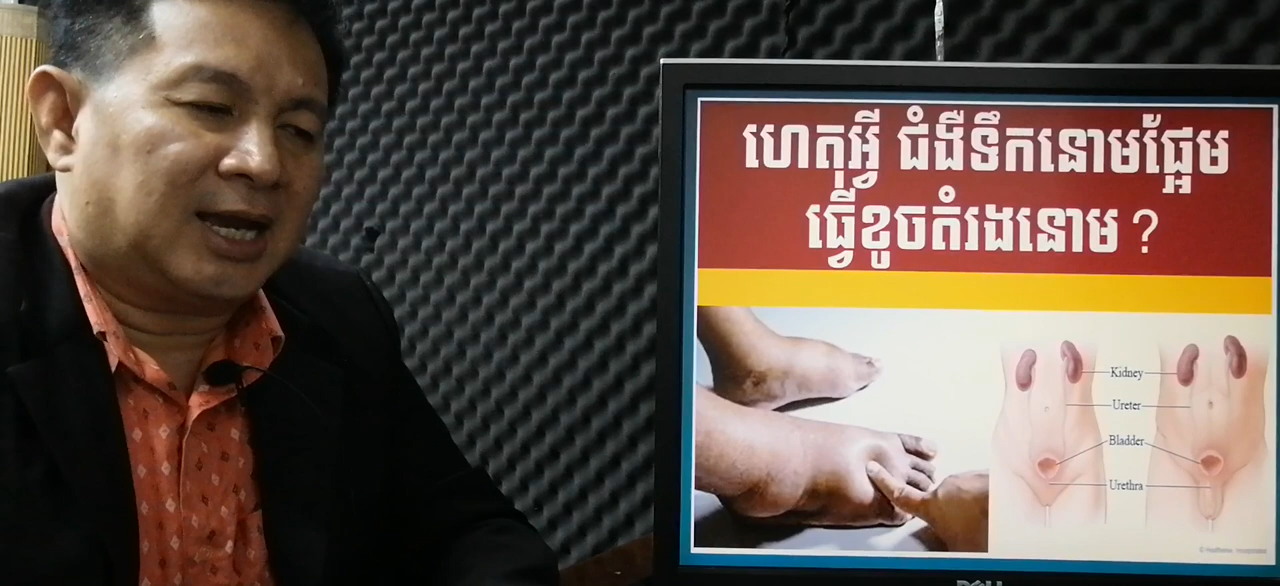 ហេតុអ្វី ជំងឺទឹកនោមផ្អែម
ធ្វើខូចតំរងនោម ?
Kidney
Ureter
Bladder
Urethra
DELL